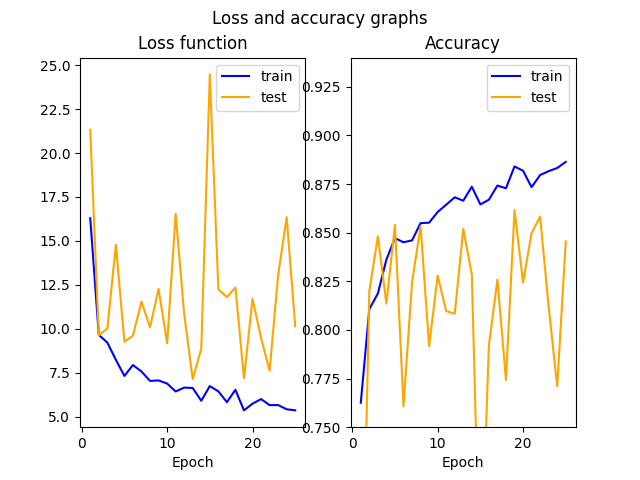 Loss and accuracy graphs
Loss function
25.0
22.5
20.0
17.5
15.0
12.5
10.0
7.5
5.0
0
10
20
Epoch
train
test
Accuracy
0.925
0.900
0.875
0.850
0.825
0.800
0.775
0.750
0
10
20
Epoch
train
test